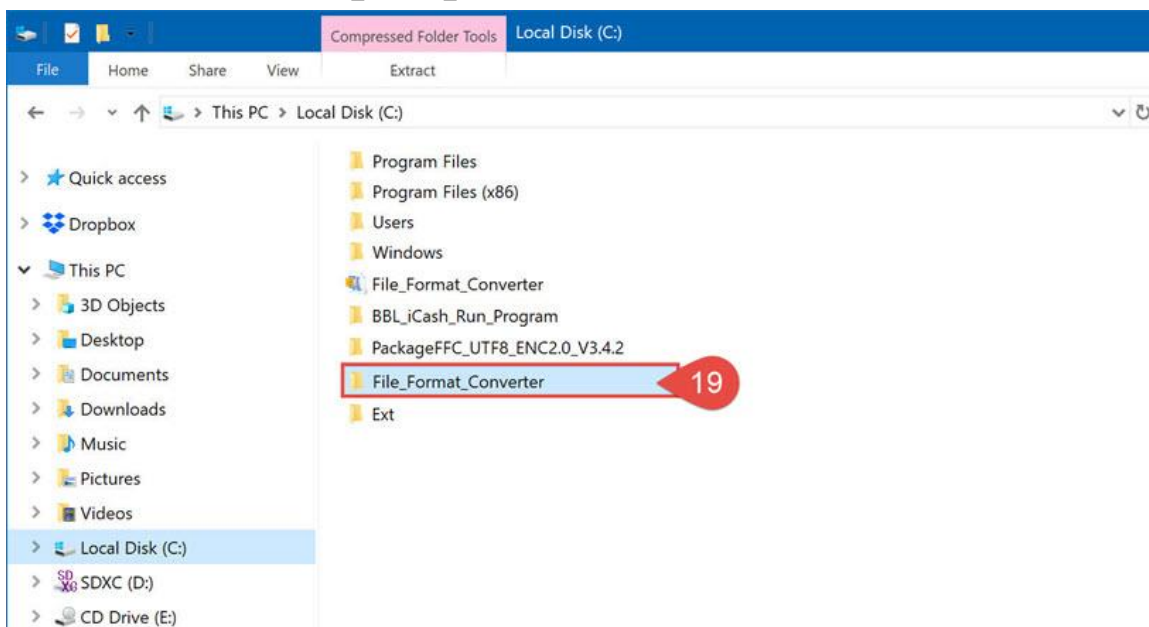 Compressed Folder Tools Local Disk (C:)
File Home Share View Extract
This PC > Local Disk (C:)
Quick access
Dropbox
This PC
3D Objects
Desktop
Documents
Downloads
Music
Pictures
Videos
Local Disk (C:)
SDXC (D:)
CD Drive (E:)
Program Files
Program Files (x86)
Users
Windows
File_Format_Converter
BBL_iCash_Run_Program
PackageFFC_UTF8_ENC2.0_V3.4.2
File_Format_Converter 19
Ext